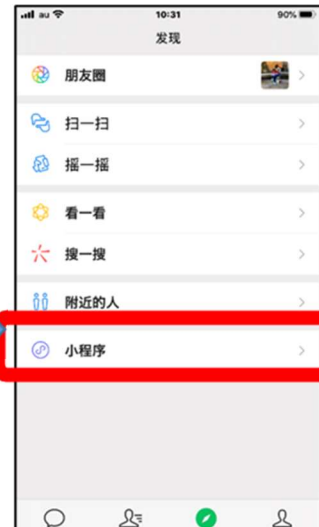 au 10:31 90%
发现
朋友圈
扫一扫
摇一摇
看一看
搜一搜
附近的人
小程序